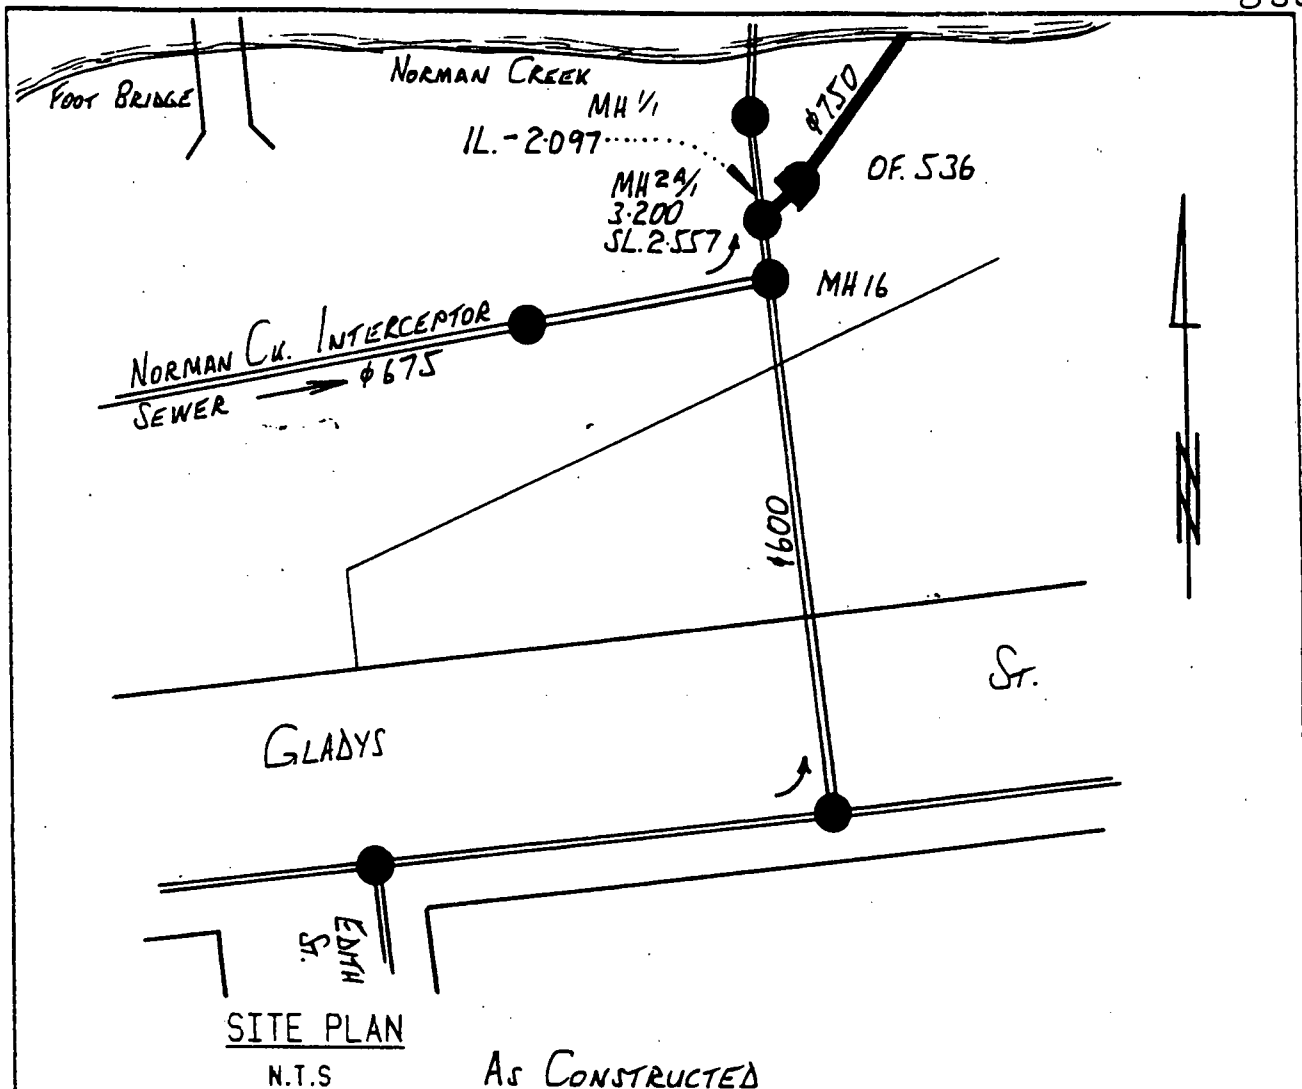 NORMAN CREEK
FOOT BRIDGE
MH 1/1
IL. -2.097
φ750
OF. 536
MH 2A/1
3.200
SL. 2.557
MH 16
NORMAN CK. INTERCEPTOR
SEWER
φ675
φ600
N
ST.
GLADYS
EDITH
ST.
SITE PLAN
N.T.S
AS CONSTRUCTED